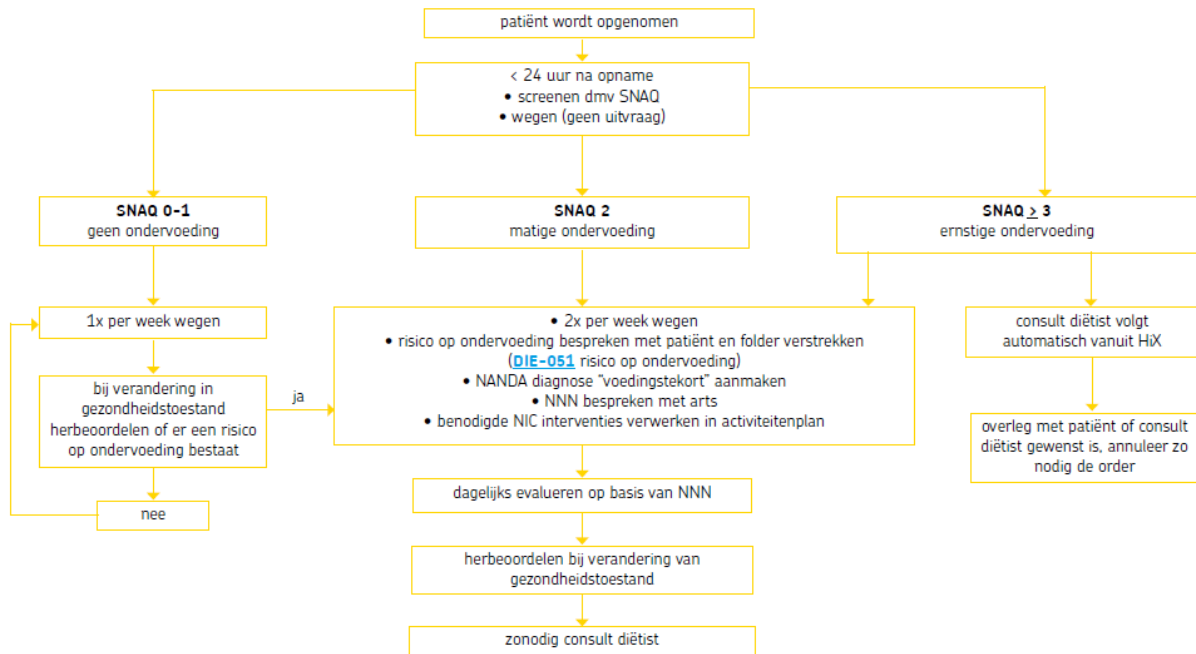 patiënt wordt opgenomen
< 24 uur na opname
• screenen dmv SNAQ
• wegen (geen uitvraag)
SNAQ 0-1
geen ondervoeding
SNAQ 2
matige ondervoeding
SNAQ > 3
ernstige ondervoeding
1x per week wegen
• 2x per week wegen
• risico op ondervoeding bespreken met patiënt en folder verstrekken
(DIE-051 risico op ondervoeding)
• NANDA diagnose "voedingstekort" aanmaken
• NNN bespreken met arts
• benodigde NIC interventies verwerken in activiteitenplan
consult diëtist volgt
automatisch vanuit HiX
bij verandering in
gezondheidstoestand
herbeoordelen of er een risico
op ondervoeding bestaat
ja
overleg met patiënt of consult
diëtist gewenst is, annuleer zo
nodig de order
nee
dagelijks evalueren op basis van NNN
herbeoordelen bij verandering van
gezondheidstoestand
zonodig consult diëtist